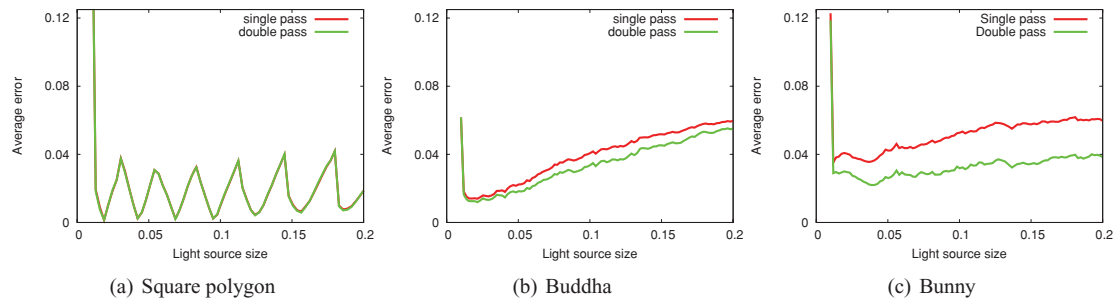 0.12
0.08
0.04
0
Average error
single pass
double pass
0
0.05
0.1
0.15
0.2
Light source size
(a) Square polygon
0.12
0.08
0.04
0
Average error
single pass
double pass
0
0.05
0.1
0.15
0.2
Light source size
(b) Buddha
0.12
0.08
0.04
0
Average error
Single pass
Double pass
0
0.05
0.1
0.15
0.2
Light source size
(c) Bunny